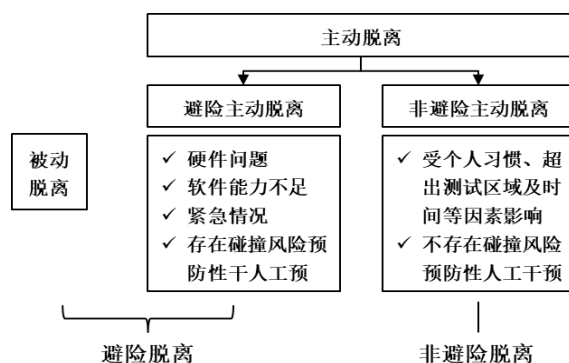 主动脱离
避险主动脱离
非避险主动脱离
被动
脱离
✓ 硬件问题
✓ 软件能力不足
✓ 紧急情况
✓ 存在碰撞风险预
防性干人工预
✓ 受个人习惯、超
出测试区域及时
间等因素影响
✓ 不存在碰撞风险
预防性人工干预
避险脱离
非避险脱离